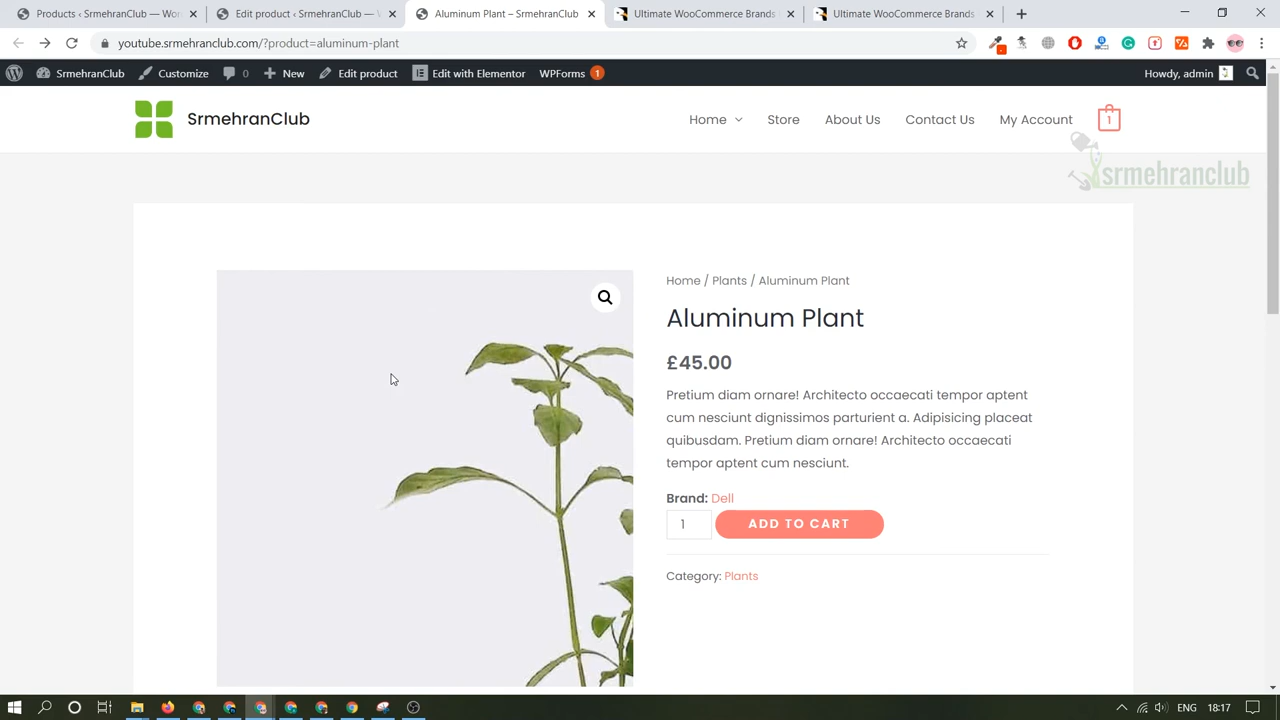 Products ‹ SrmehranClub — Wor
Edit product ‹ SrmehranClub — 
Aluminum Plant – SrmehranClub
Ultimate WooCommerce Brands
Ultimate WooCommerce Brands
youtube.srmehranclub.com/?product=aluminum-plant
SrmehranClub
Customize
0
New
Edit product
Edit with Elementor
WPForms 1
Howdy, admin
SrmehranClub
Home
Store
About Us
Contact Us
My Account
1
srmehranclub
Home / Plants / Aluminum Plant
Aluminum Plant
£45.00
Pretium diam ornare! Architecto occaecati tempor aptent
cum nesciunt dignissimos parturient a. Adipisicing placeat
quibusdam. Pretium diam ornare! Architecto occaecati
tempor aptent cum nesciunt.
Brand: Dell
1
ADD TO CART
Category: Plants
ENG
18:17